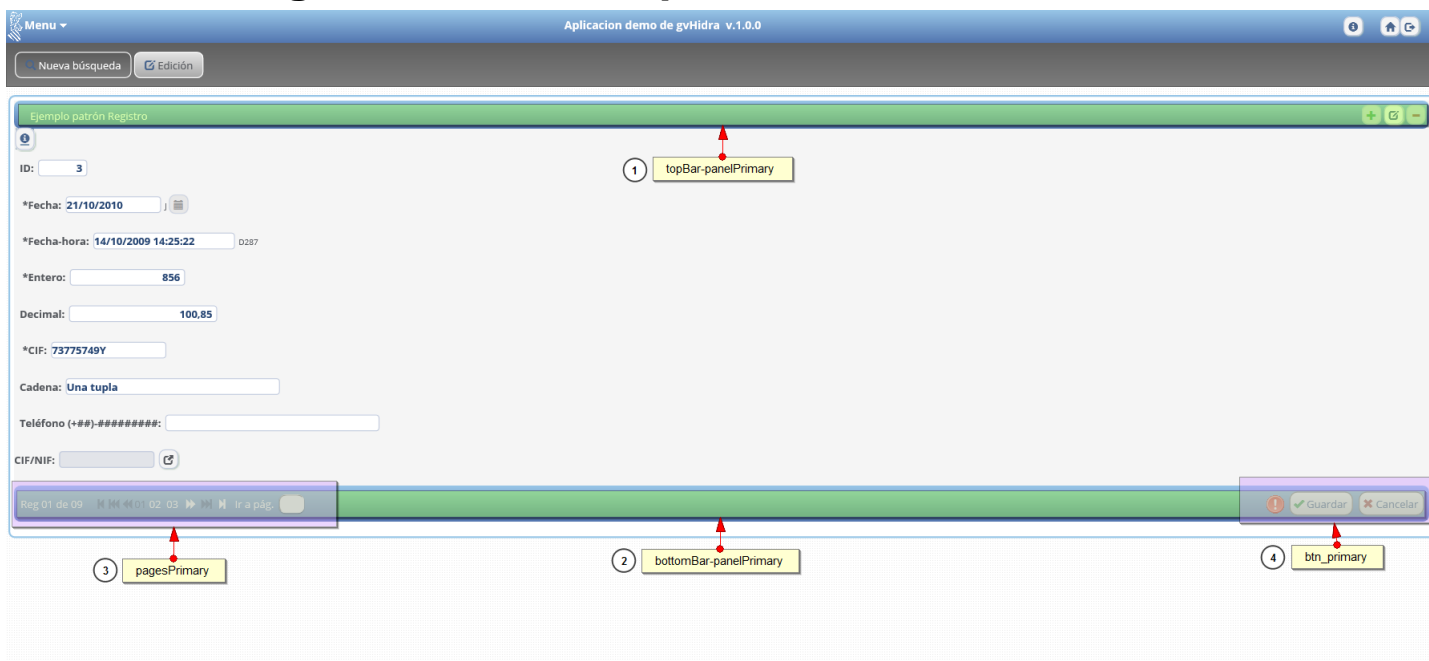 Menu
Aplicacion demo de gvHidra v.1.0.0
Nueva búsqueda Edición
Ejemplo patrón Registro
ID: 3
1 topBar-panelPrimary
*Fecha: 21/10/2010 J
*Fecha-hora: 14/10/2009 14:25:22 D287
*Entero: 856
Decimal: 100,85
*CIF: 73775749Y
Cadena: Una tupla
Teléfono (+##)-#########:
CIF/NIF:
Reg 01 de 09 01 02 03 Ir a pág.
Guardar Cancelar
3 pagesPrimary
2 bottomBar-panelPrimary
4 btn_primary